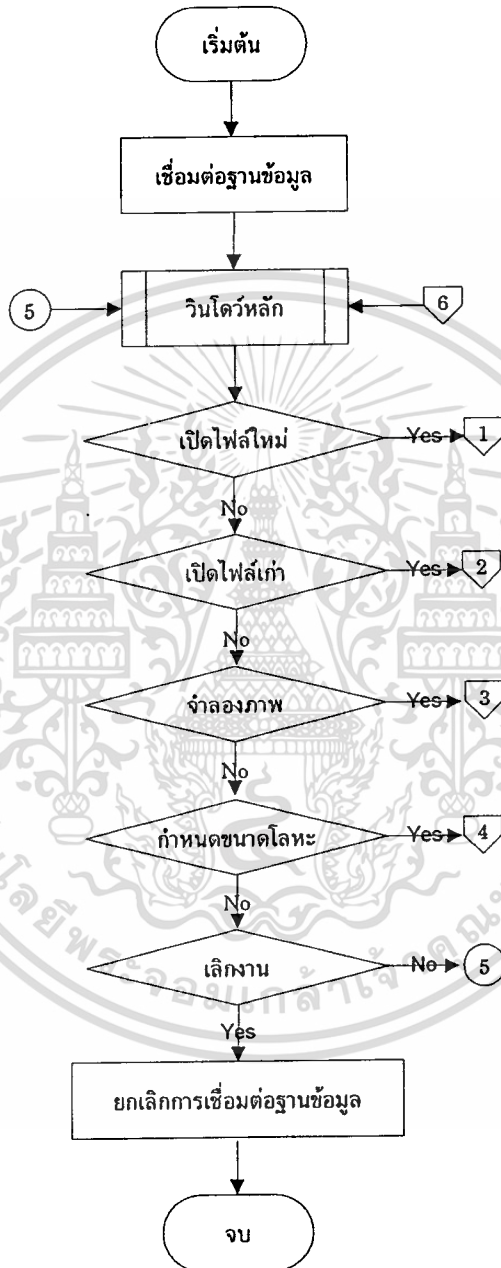 เริ่มต้น
เชื่อมต่อฐานข้อมูล
5
วินโดว์หลัก
6
เปิดไฟล์ใหม่
Yes
1
No
เปิดไฟล์เก่า
Yes
2
No
จำลองภาพ
Yes
3
No
กำหนดขนาดโลหะ
Yes
4
No
เลิกงาน
No
5
Yes
ยกเลิกการเชื่อมต่อฐานข้อมูล
จบ